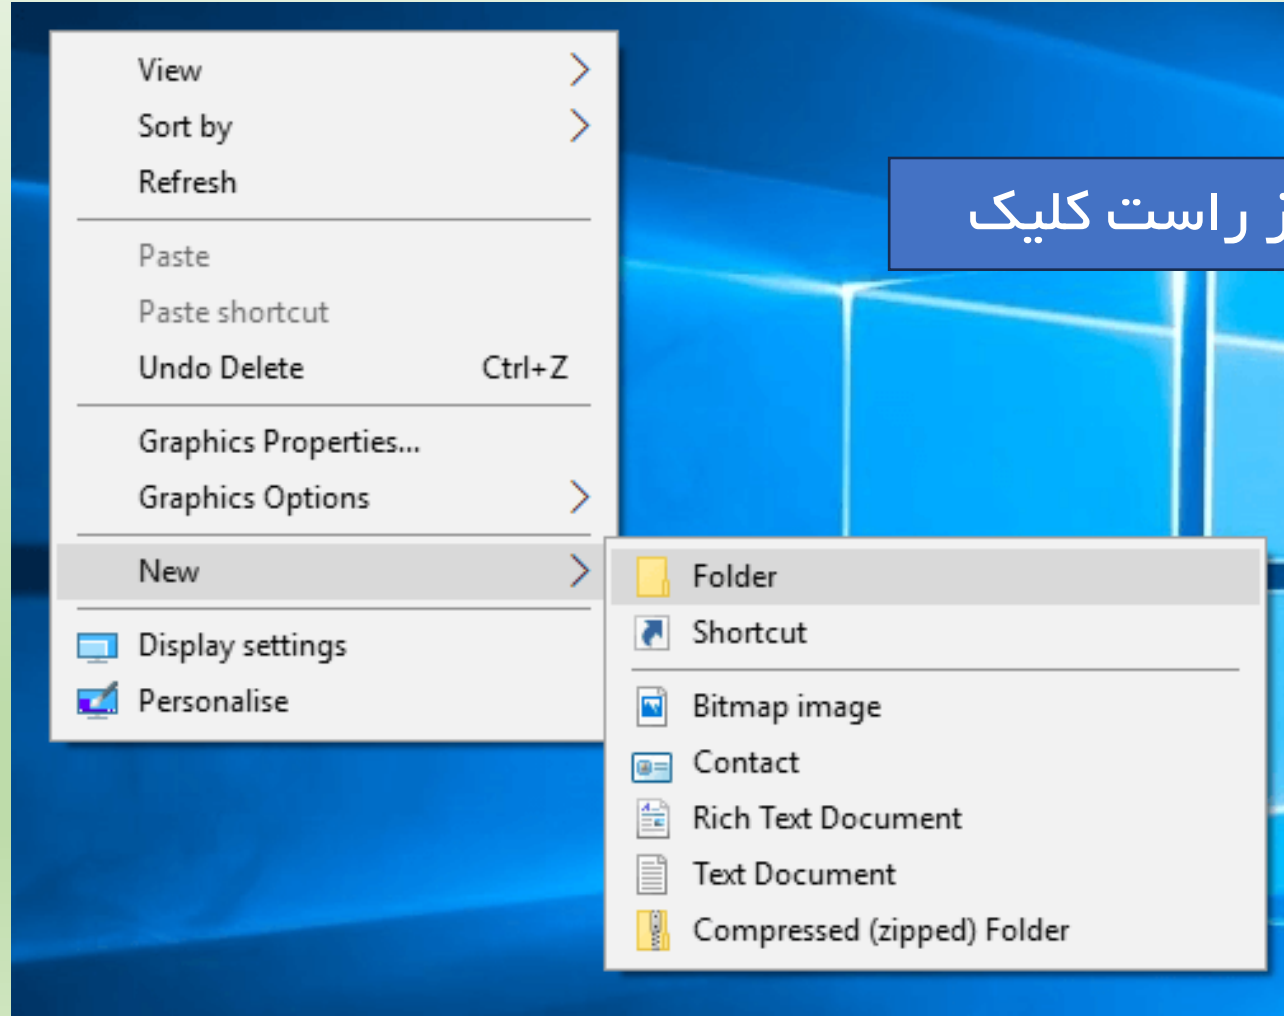 View
Sort by
Refresh
Paste
Paste shortcut
Undo Delete Ctrl+Z
Graphics Properties...
Graphics Options
New
Display settings
Personalise
راست کلیک
Folder
Shortcut
Bitmap image
Contact
Rich Text Document
Text Document
Compressed (zipped) Folder